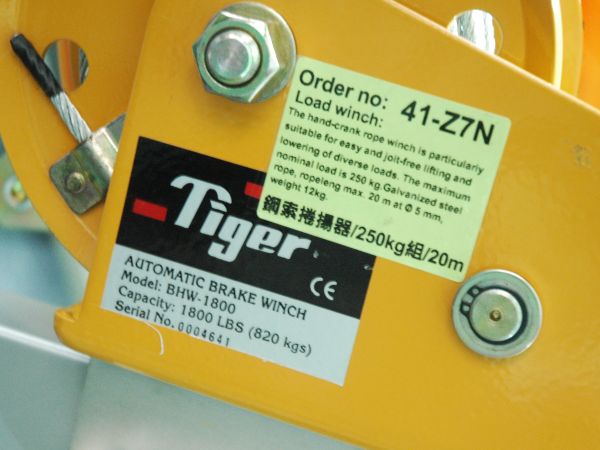 Order no: 41-Z7N
Load winch:
The hand-crank rope winch is particularly
suitable for easy and joit-free lifting and
lowering of diverse loads. The maximum
nominal load is 250 kg.Galvanized steel
rope, ropeleng max. 20 m at Ø 5 mm,
weight 12kg.
鋼索捲揚器/250kg組/20m
Tiger
CE
AUTOMATIC BRAKE WINCH
Model: BHW-1800
Capacity: 1800 LBS (820 kgs)
Serial No. 0004641